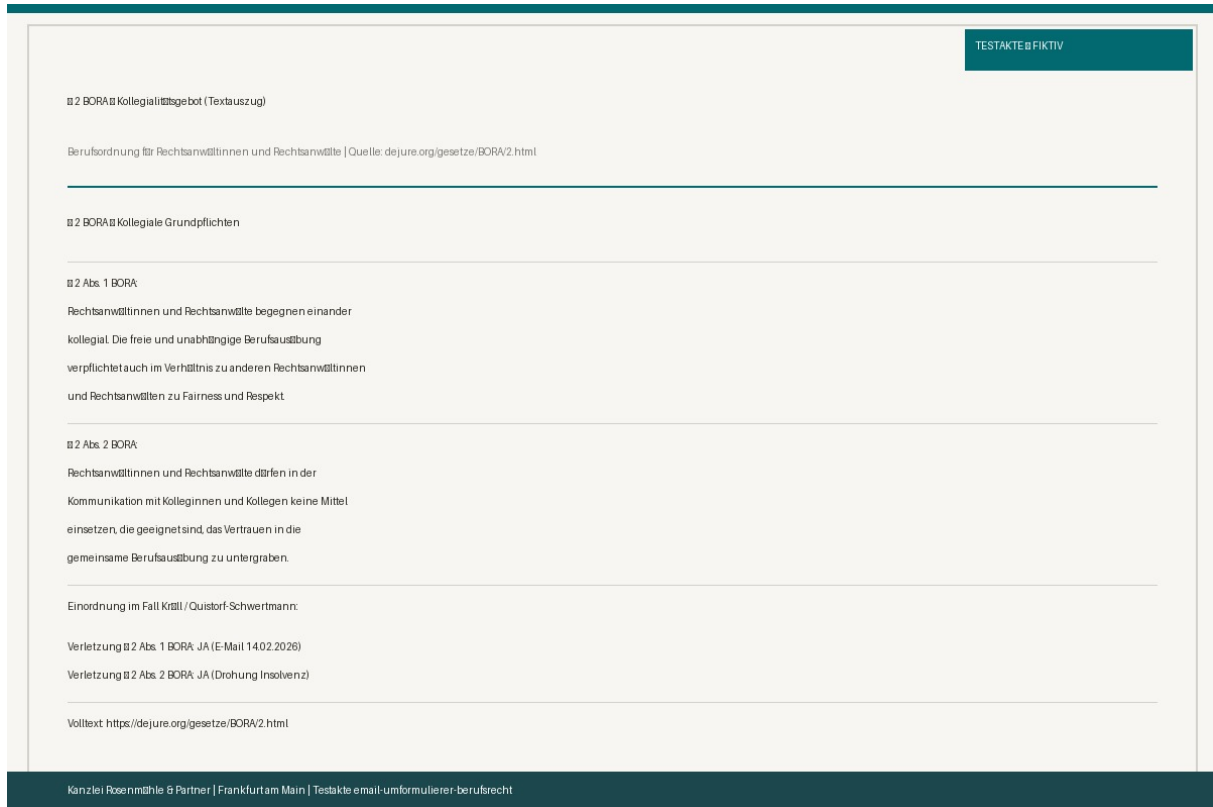 TESTAKTE □ FIKTIV
□ 2 BORA □ Kollegialit□tsgebot (Textauszug)
Berufsordnung f□r Rechtsanw□ltinnen und Rechtsanw□lte | Quelle: dejure.org/gesetze/BORA/2.html
□ 2 BORA □ Kollegiale Grundpflichten
□ 2 Abs. 1 BORA:
Rechtsanw□ltinnen und Rechtsanw□lte begegnen einander
kollegial. Die freie und unabh□ngige Berufsaus□bung
verpflichtet auch im Verh□ltnis zu anderen Rechtsanw□ltinnen
und Rechtsanw□lten zu Fairness und Respekt.
□ 2 Abs. 2 BORA:
Rechtsanw□ltinnen und Rechtsanw□lte d□rfen in der
Kommunikation mit Kolleginnen und Kollegen keine Mittel
einsetzen, die geeignet sind, das Vertrauen in die
gemeinsame Berufsaus□bung zu untergraben.
Einordnung im Fall Kr□ll / Quistorf-Schwertmann:
Verletzung □ 2 Abs. 1 BORA: JA (E-Mail 14.02.2026)
Verletzung □ 2 Abs. 2 BORA: JA (Drohung Insolvenz)
Volltext: https://dejure.org/gesetze/BORA/2.html
Kanzlei Rosenm□hle & Partner | Frankfurt am Main | Testakte email-umformulierer-berufsrecht